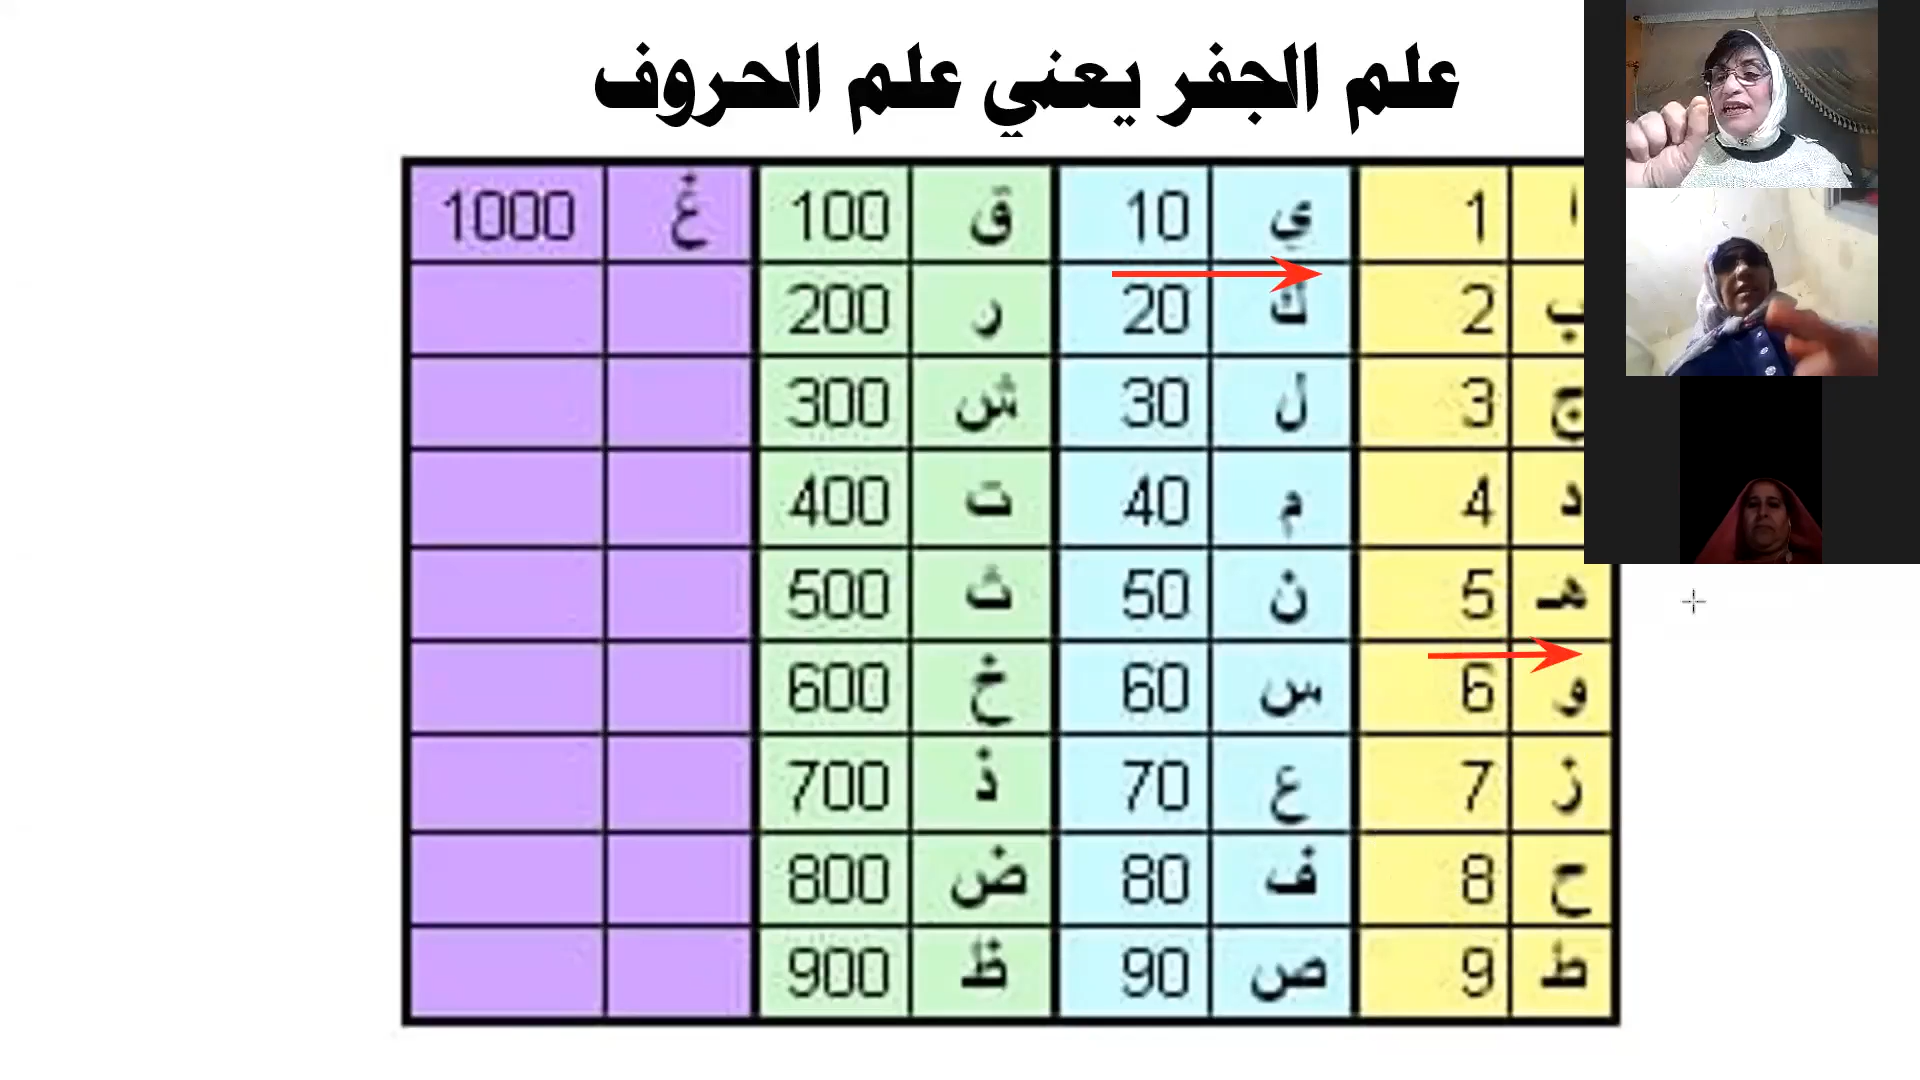 علم الجفر يعني علم الحروف
ا 1 ي 10 ق 100 غ 1000
ب 2 ك 20 ر 200
ج 3 ل 30 ش 300
د 4 م 40 ت 400
هـ 5 ن 50 ث 500
و 6 س 60 خ 600
ز 7 ع 70 ذ 700
ح 8 ف 80 ض 800
ط 9 ص 90 ظ 900